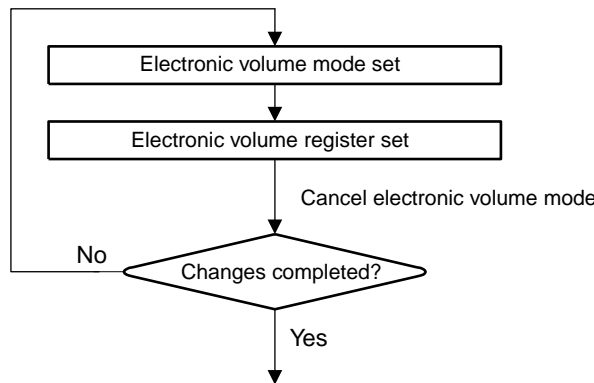 Electronic volume mode set
Electronic volume register set
Cancel electronic volume mode
No
Changes completed?
Yes